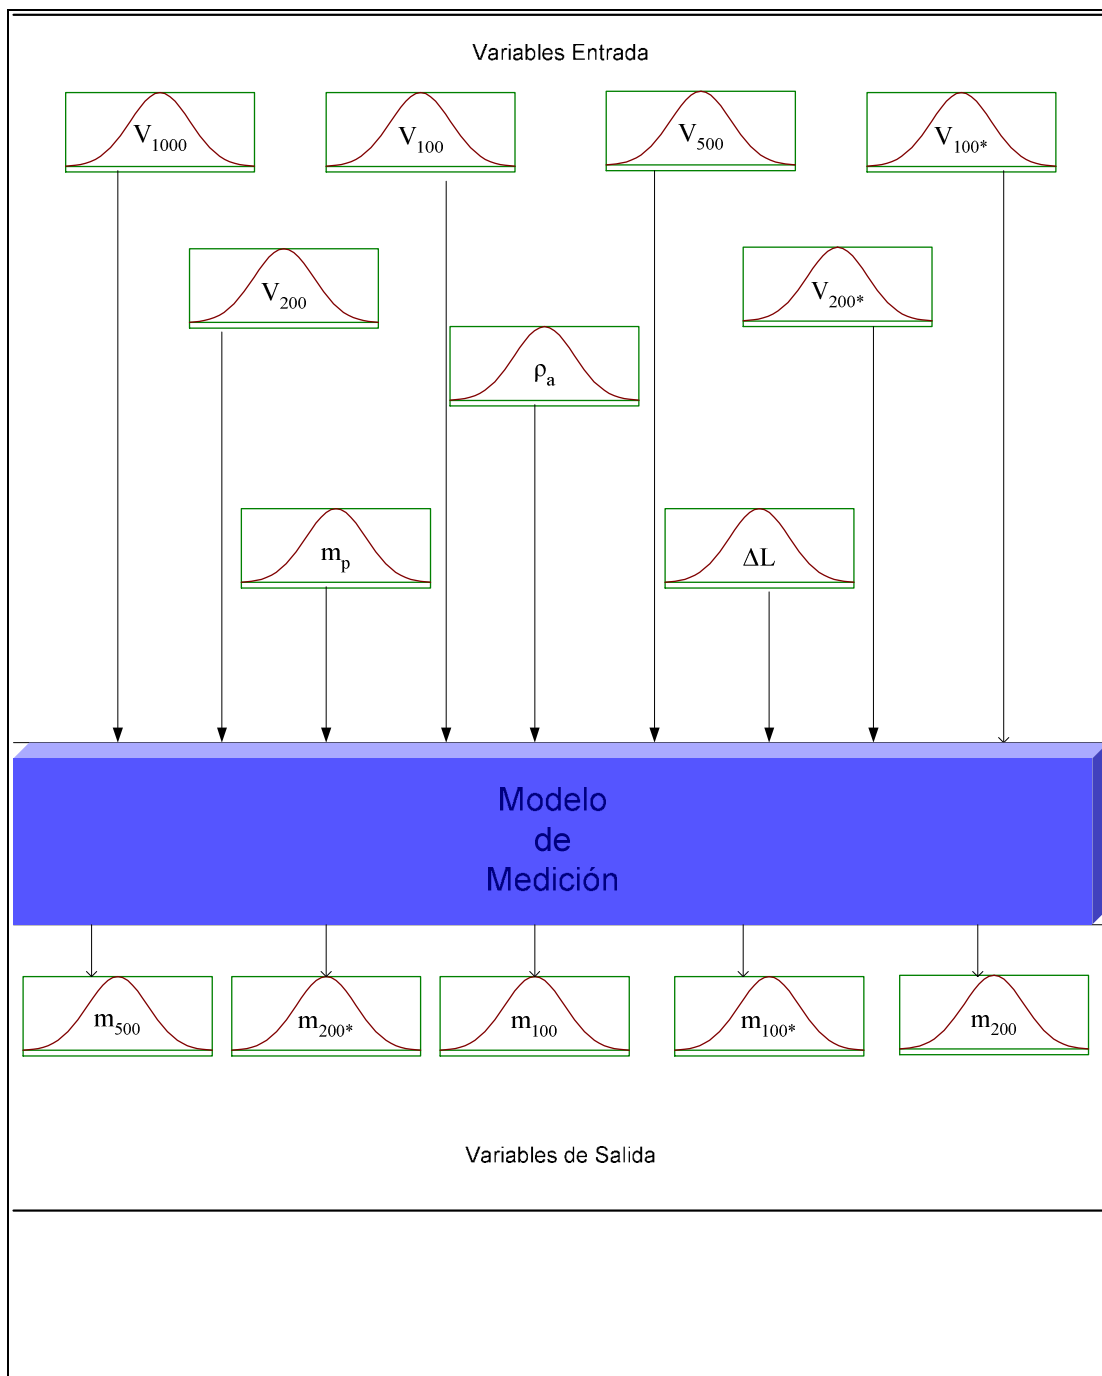 Variables Entrada
V1000
V100
V500
V100*
V200
V200*
ρa
mp
ΔL
Modelo
de
Medición
m500
m200*
m100
m100*
m200
Variables de Salida